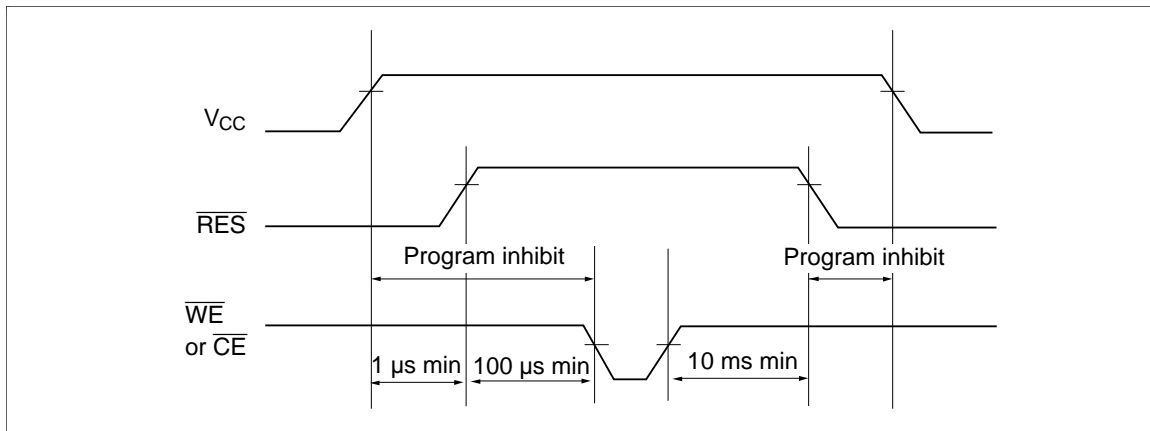 VCC
RES
Program inhibit
Program inhibit
WE
or CE
1 µs min
100 µs min
10 ms min